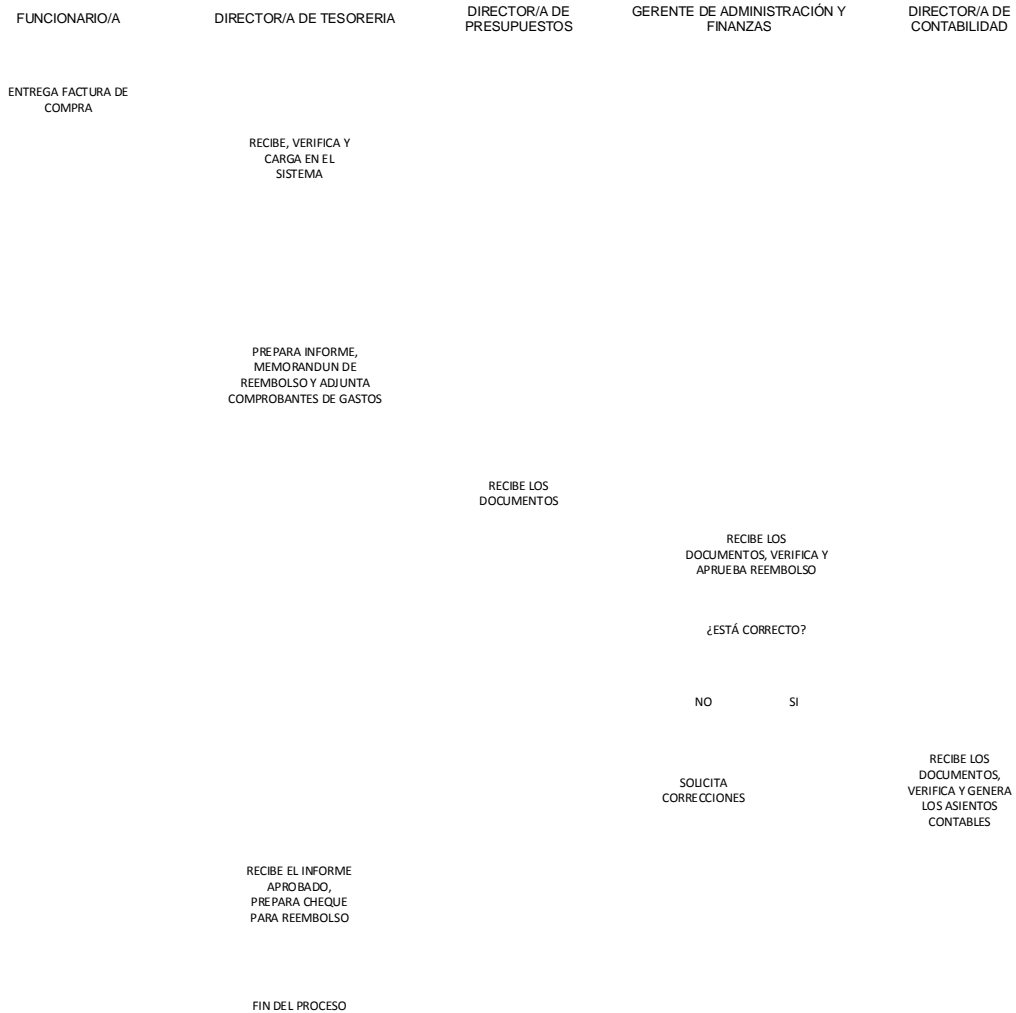 FUNCIONARIO/A
DIRECTOR/A DE TESORERIA
DIRECTOR/A DE
PRESUPUESTOS
GERENTE DE ADMINISTRACIÓN Y
FINANZAS
DIRECTOR/A DE
CONTABILIDAD
ENTREGA FACTURA DE
COMPRA
RECIBE, VERIFICA Y
CARGA EN EL
SISTEMA
PREPARA INFORME,
MEMORANDUN DE
REEMBOLSO Y ADJUNTA
COMPROBANTES DE GASTOS
RECIBE LOS
DOCUMENTOS
RECIBE LOS
DOCUMENTOS, VERIFICA Y
APRUEBA REEMBOLSO
¿ESTÁ CORRECTO?
NO
SI
SOLICITA
CORRECCIONES
RECIBE LOS
DOCUMENTOS,
VERIFICA Y GENERA
LOS ASIENTOS
CONTABLES
RECIBE EL INFORME
APROBADO,
PREPARA CHEQUE
PARA REEMBOLSO
FIN DEL PROCESO